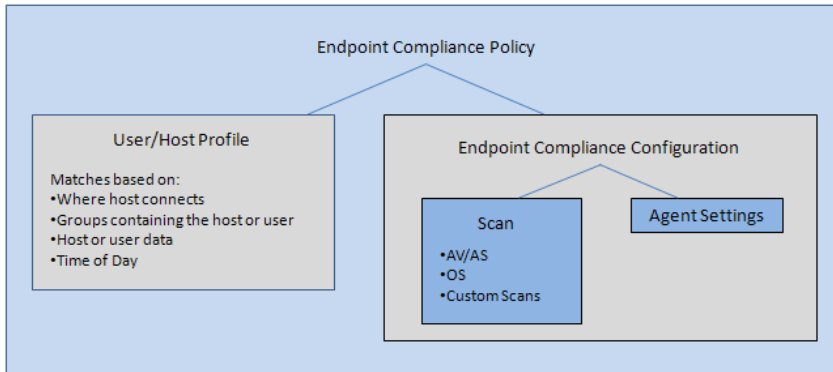 Endpoint Compliance Policy
User/Host Profile
Matches based on:
•Where host connects
•Groups containing the host or user
•Host or user data
•Time of Day
Endpoint Compliance Configuration
Scan
•AV/AS
•OS
•Custom Scans
Agent Settings